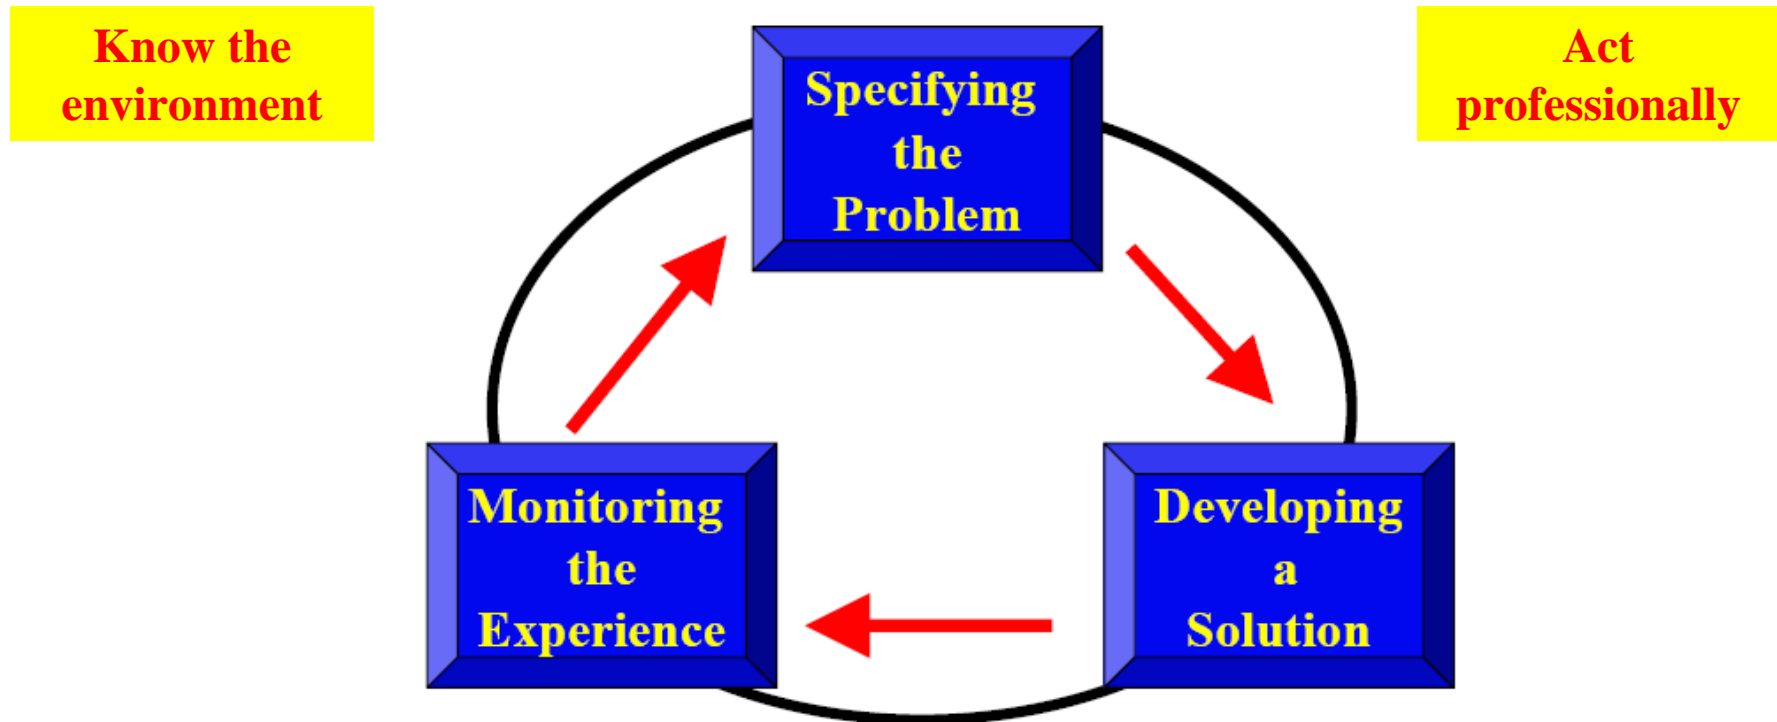 Know the
environment
Act
professionally
Specifying
the
Problem
Monitoring
the
Experience
Developing
a
Solution